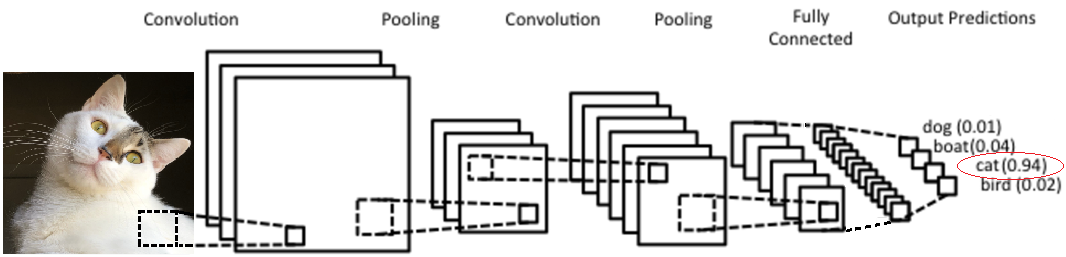 Convolution
Pooling
Convolution
Pooling
Fully
Connected
Output Predictions
dog (0.01)
boat(0.04)
cat(0.94)
bird (0.02)